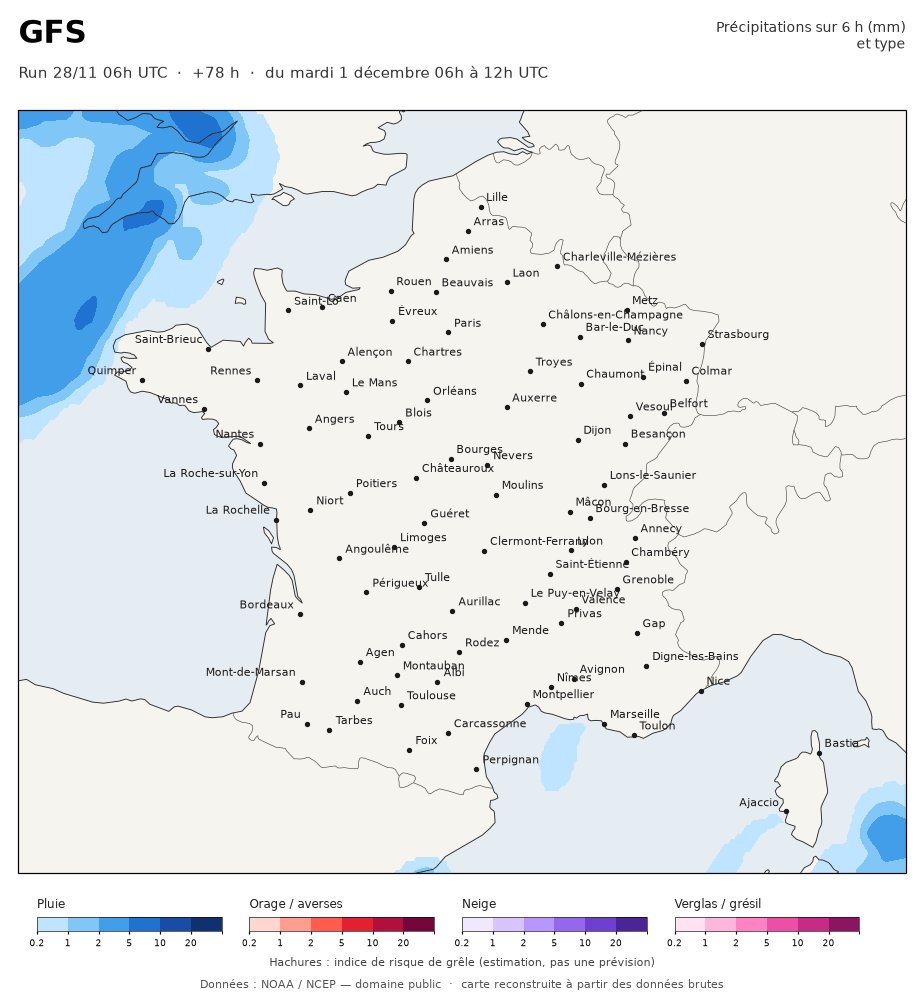 GFS
Précipitations sur 6 h (mm)
et type
Run 28/11 06h UTC · +78 h · du mardi 1 décembre 06h à 12h UTC
Lille
Arras
Amiens
Charleville-Mézières
Laon
Rouen
Beauvais
Saint-Lô
Caen
Metz
Évreux
Châlons-en-Champagne
Paris
Bar-le-Duc
Nancy
Strasbourg
Saint-Brieuc
Alençon
Chartres
Troyes
Épinal
Quimper
Rennes
Laval
Le Mans
Chaumont
Colmar
Orléans
Vannes
Auxerre
Vesoul
Belfort
Angers
Blois
Tours
Nantes
Dijon
Besançon
Bourges
Nevers
La Roche-sur-Yon
Châteauroux
Lons-le-Saunier
Poitiers
Moulins
Niort
La Rochelle
Mâcon
Bourg-en-Bresse
Guéret
Annecy
Limoges
Angoulême
Clermont-Ferrand
Lyon
Chambéry
Saint-Étienne
Périgueux
Tulle
Grenoble
Le Puy-en-Velay
Valence
Bordeaux
Aurillac
Privas
Mende
Gap
Cahors
Rodez
Agen
Digne-les-Bains
Mont-de-Marsan
Montauban
Albi
Nîmes
Avignon
Nice
Auch
Toulouse
Montpellier
Pau
Tarbes
Carcassonne
Marseille
Toulon
Foix
Bastia
Perpignan
Ajaccio
Pluie
Orage / averses
Neige
Verglas / grésil
0.2 1 2 5 10 20
0.2 1 2 5 10 20
0.2 1 2 5 10 20
0.2 1 2 5 10 20
Hachures : indice de risque de grêle (estimation, pas une prévision)
Données : NOAA / NCEP — domaine public · carte reconstruite à partir des données brutes